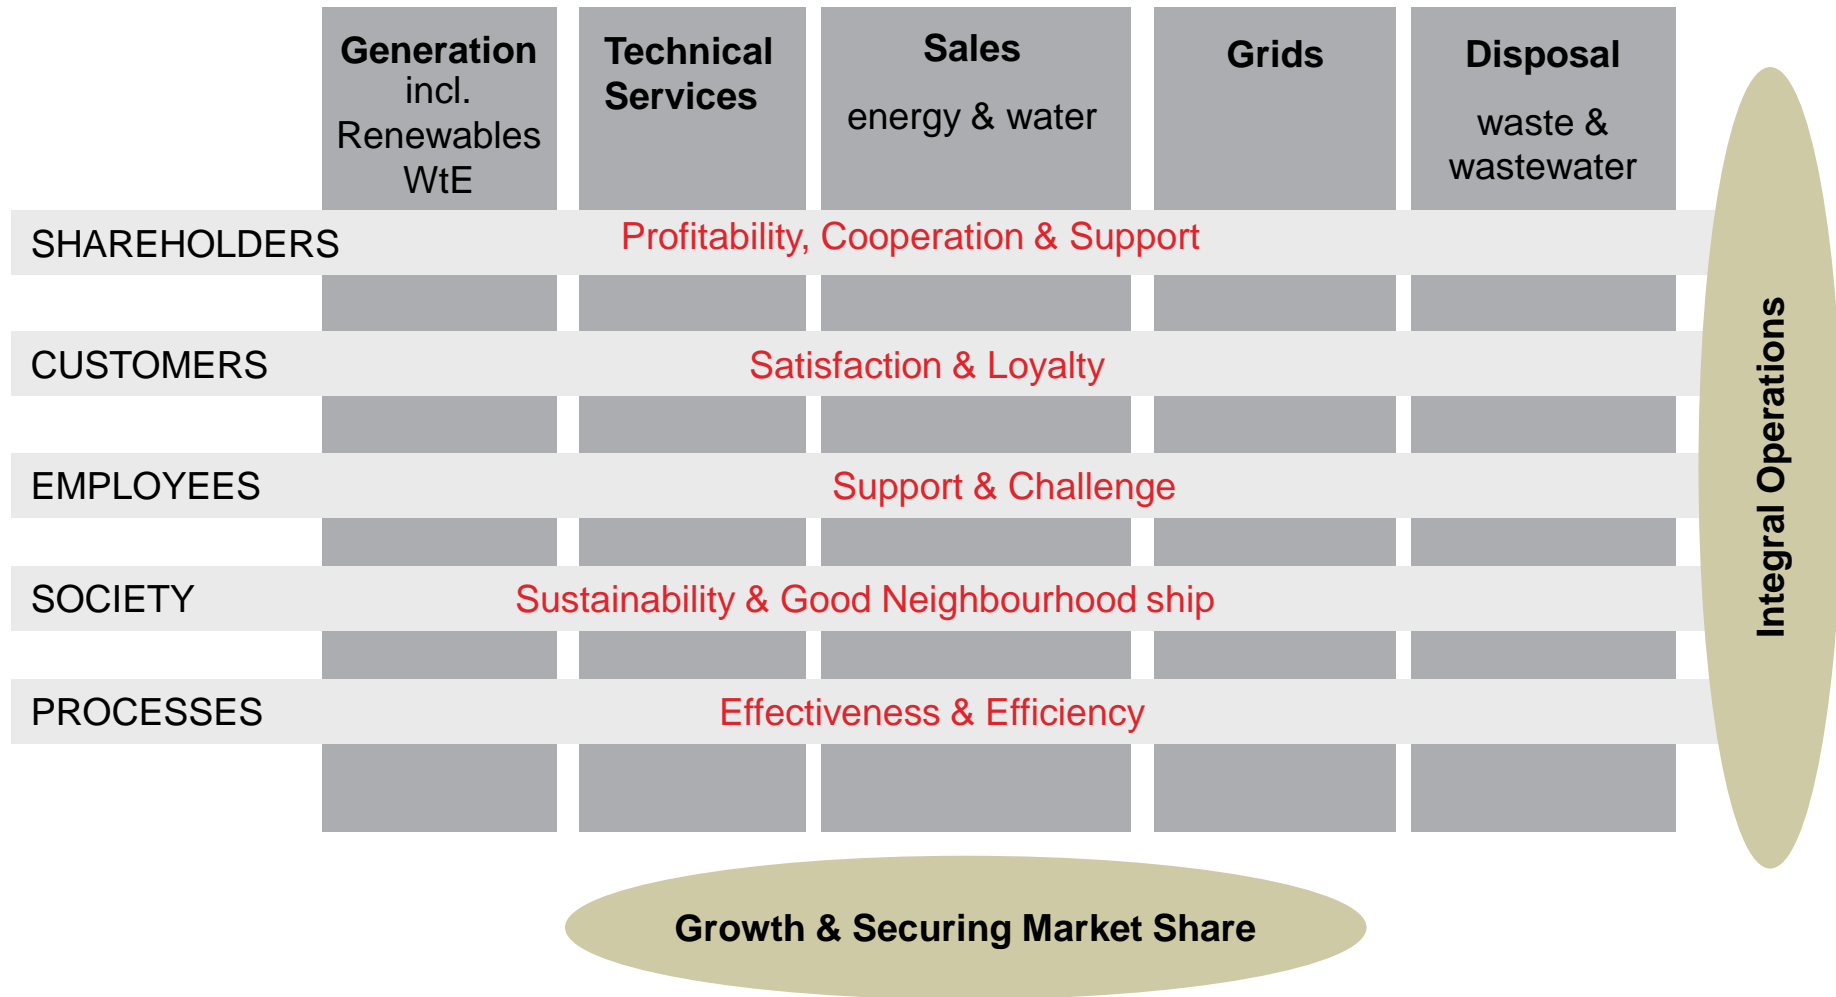 Generation
incl.
Renewables
WtE
Technical
Services
Sales
energy & water
Grids
Disposal
waste &
wastewater
SHAREHOLDERS
Profitability, Cooperation & Support
CUSTOMERS
Satisfaction & Loyalty
EMPLOYEES
Support & Challenge
SOCIETY
Sustainability & Good Neighbourhood ship
PROCESSES
Effectiveness & Efficiency
Integral Operations
Growth & Securing Market Share